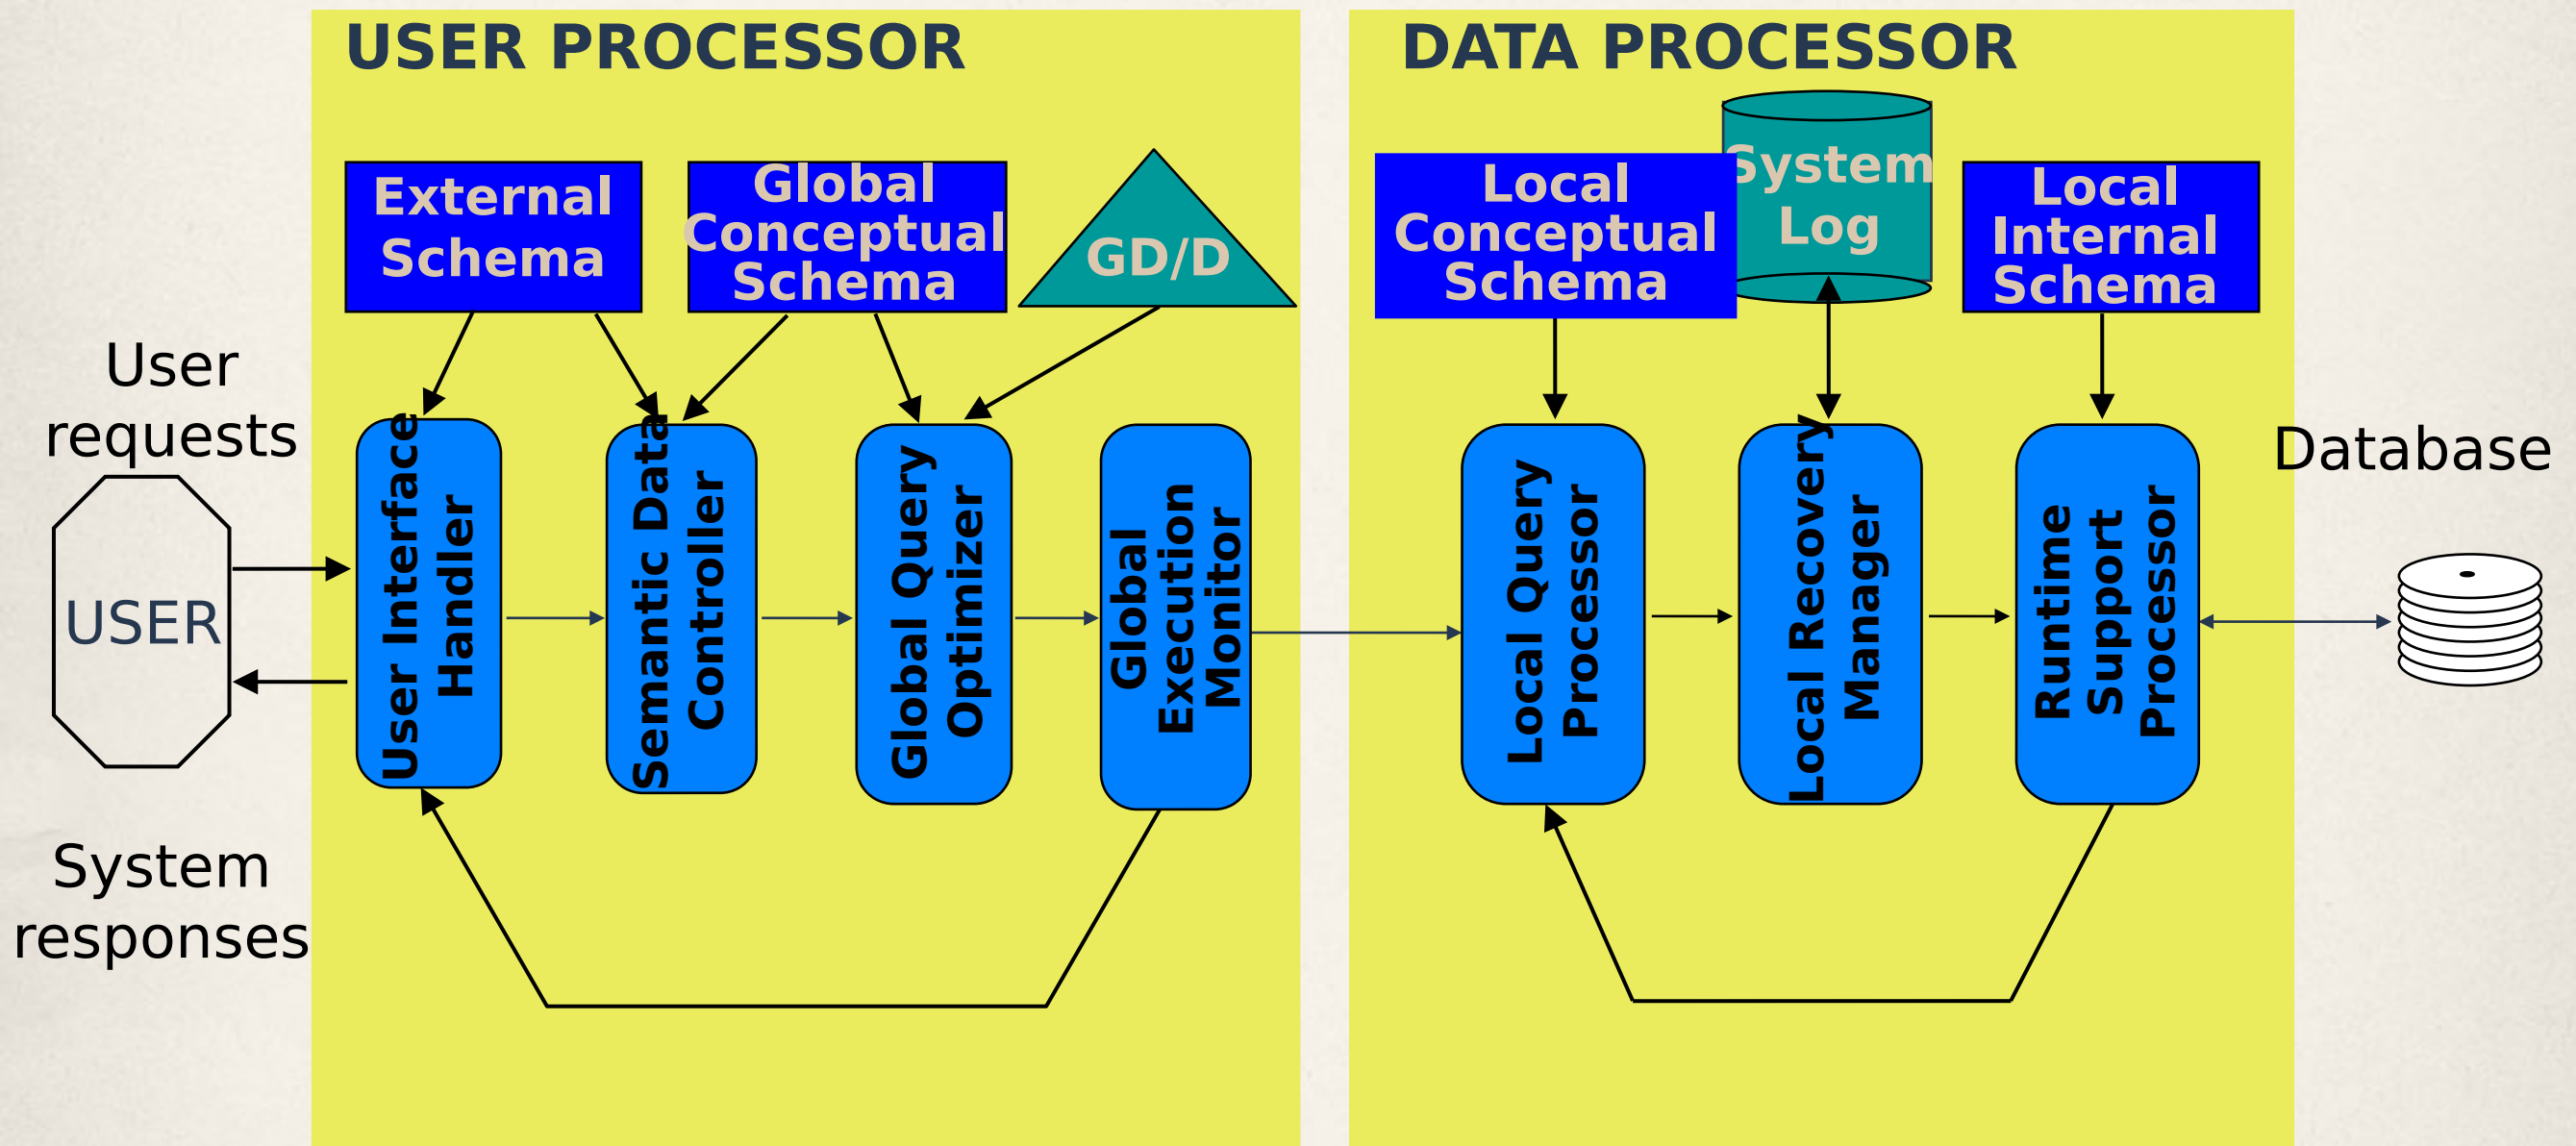 USER PROCESSOR
DATA PROCESSOR
External
Schema
Global
Conceptual
Schema
GD/D
Local
Conceptual
Schema
System
Log
Local
Internal
Schema
User
requests
USER
System
responses
User Interface
Handler
Semantic Data
Controller
Global Query
Optimizer
Global
Execution
Monitor
Local Query
Processor
Local Recovery
Manager
Runtime
Support
Processor
Database